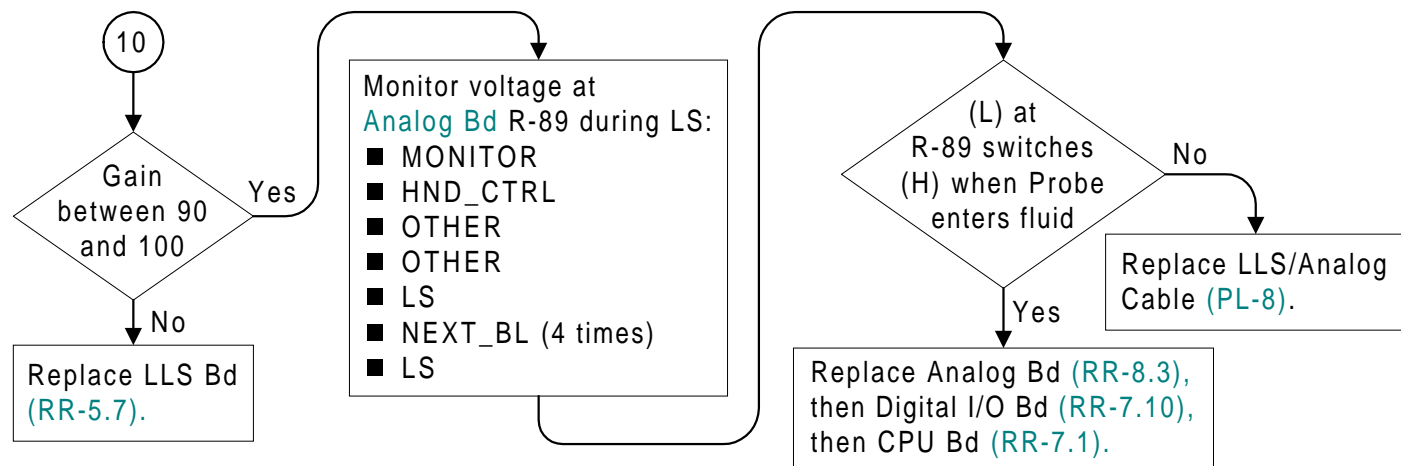 10
Gain
between 90
and 100
Yes
No
Replace LLS Bd
(RR-5.7).
Monitor voltage at
Analog Bd R-89 during LS:
■ MONITOR
■ HND_CTRL
■ OTHER
■ OTHER
■ LS
■ NEXT_BL (4 times)
■ LS
(L) at
R-89 switches
(H) when Probe
enters fluid
No
Replace LLS/Analog
Cable (PL-8).
Yes
Replace Analog Bd (RR-8.3),
then Digital I/O Bd (RR-7.10),
then CPU Bd (RR-7.1).